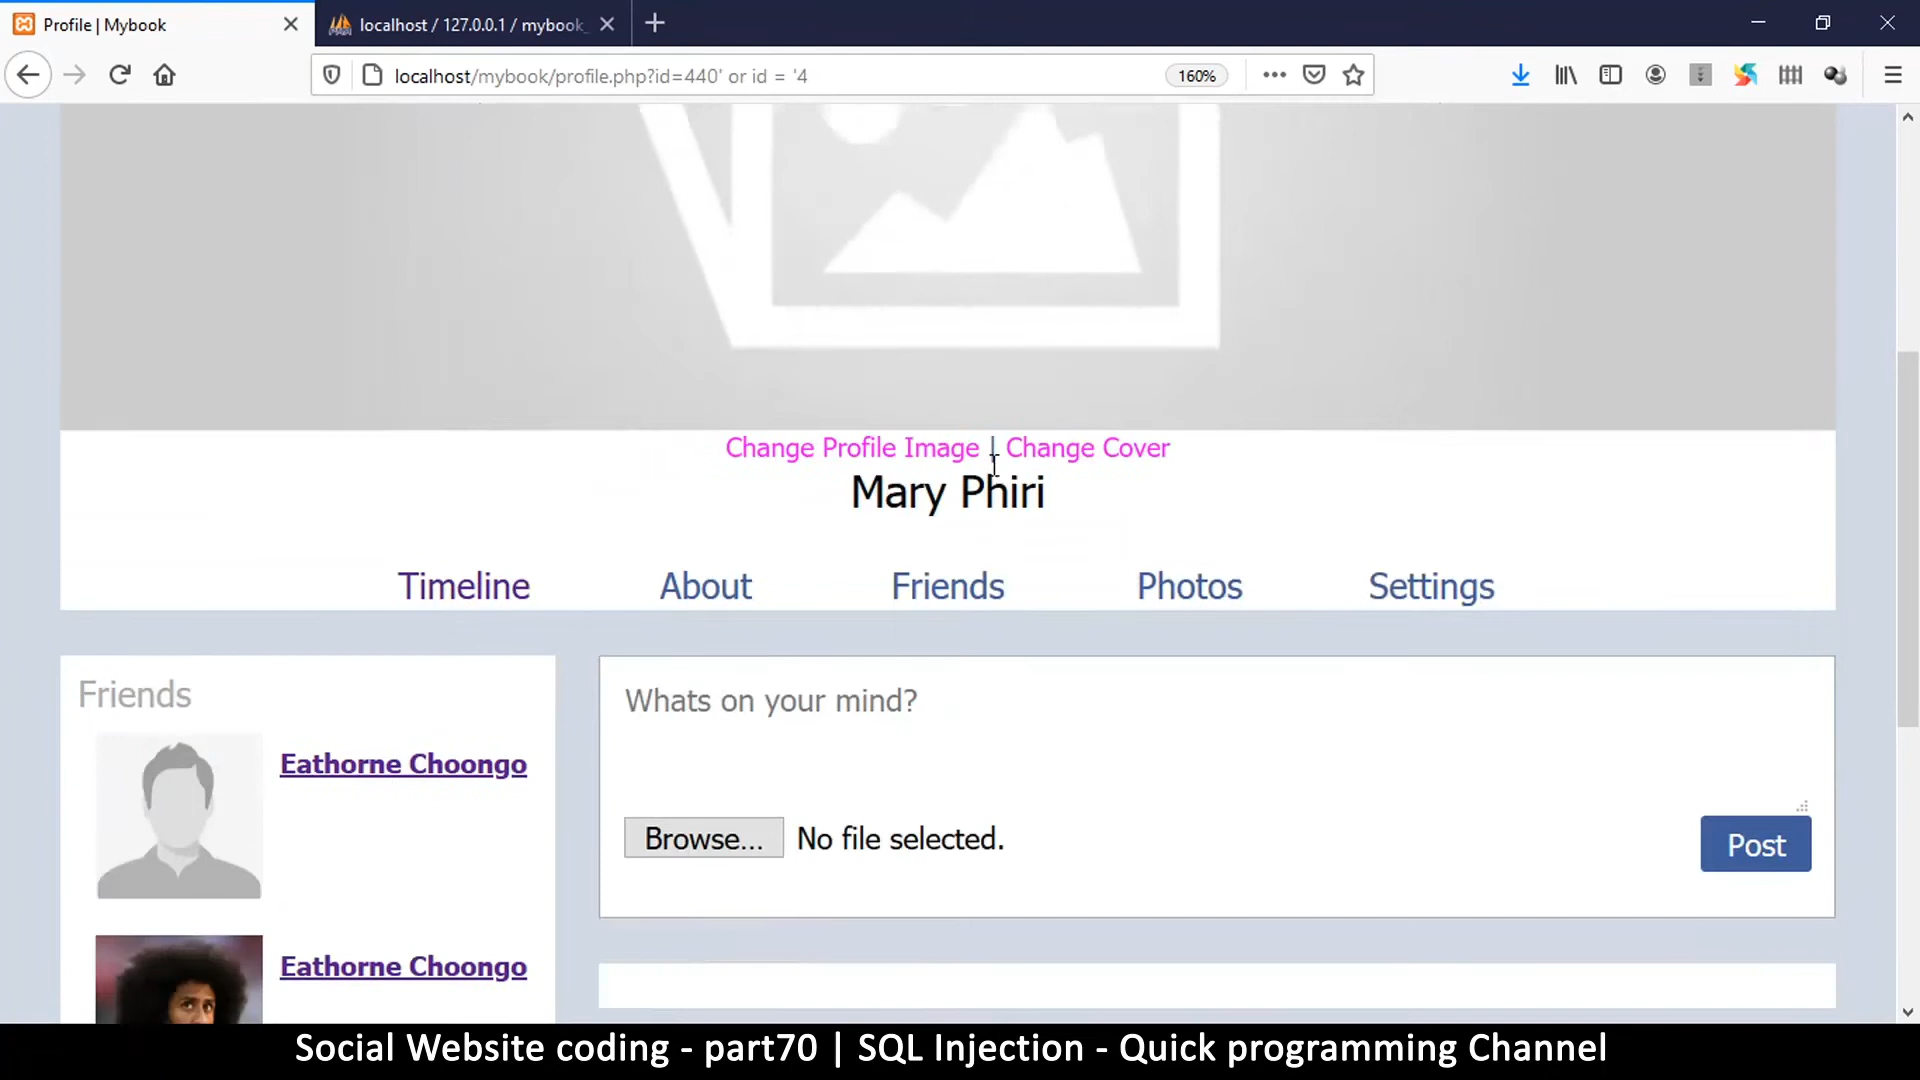 Profile | Mybook
localhost / 127.0.0.1 / mybook_
localhost/mybook/profile.php?id=440' or id = '4
160%
Change Profile Image | Change Cover
Mary Phiri
Timeline
About
Friends
Photos
Settings
Friends
Eathorne Choongo
Eathorne Choongo
Whats on your mind?
Browse... No file selected.
Post
Social Website coding - part70 | SQL Injection - Quick programming Channel